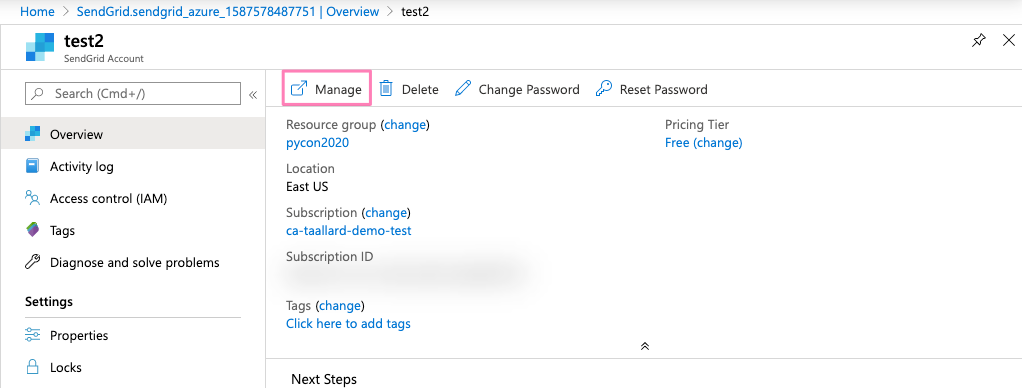 Home > SendGrid.sendgrid_azure_1587578487751 | Overview > test2
test2
SendGrid Account
Search (Cmd+/)
«
Overview
Activity log
Access control (IAM)
Tags
Diagnose and solve problems
Settings
Properties
Locks
Manage Delete Change Password Reset Password
Resource group (change)
pycon2020
Location
East US
Subscription (change)
ca-taallard-demo-test
Subscription ID
Tags (change)
Click here to add tags
Pricing Tier
Free (change)
Next Steps